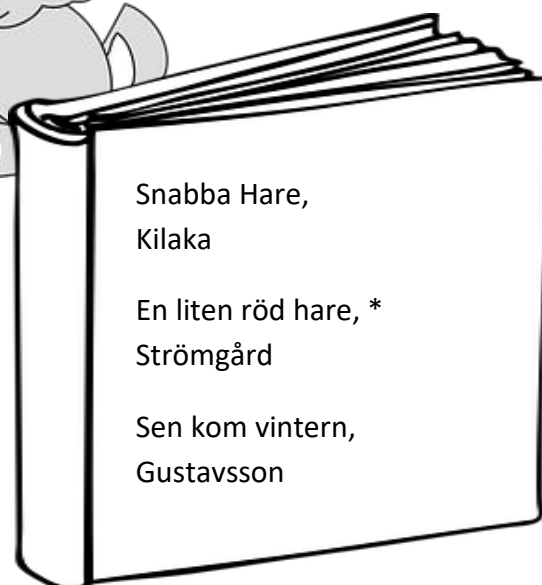 Snabba Hare,
Kilaka
En liten röd hare, *
Strömgård
Sen kom vintern,
Gustavsson